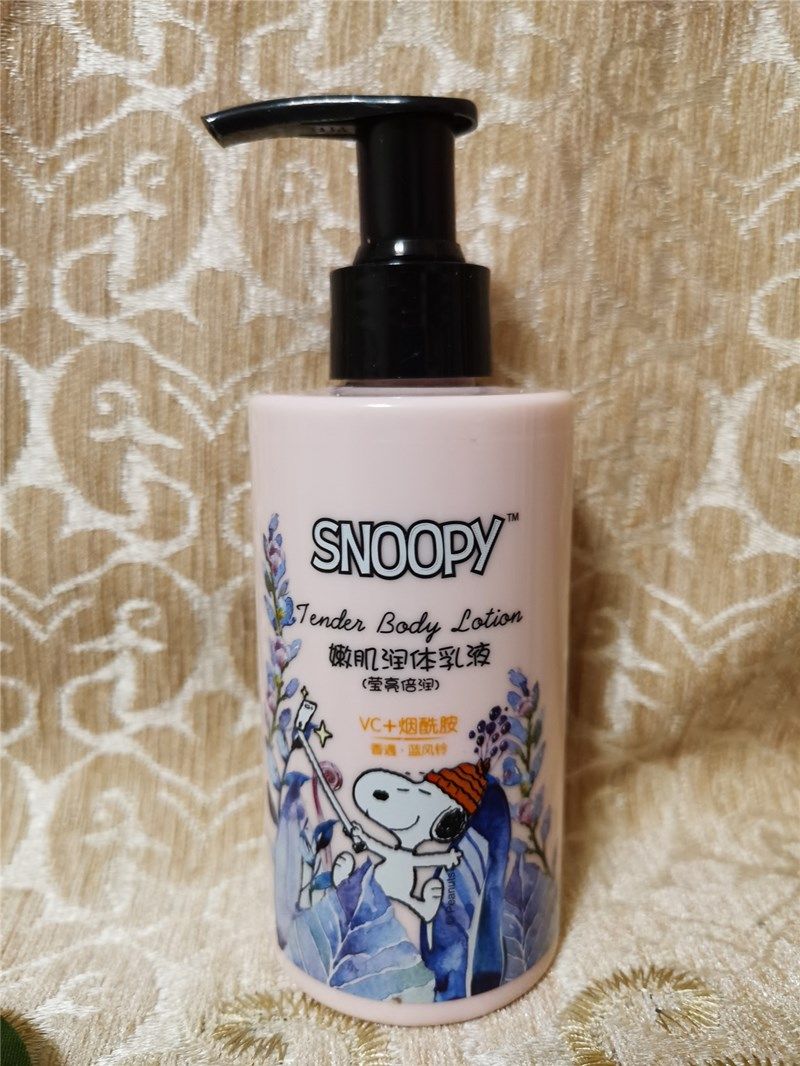 SNOOPY™
Tender Body Lotion
嫩肌润体乳液
(莹亮倍润)
VC+烟酰胺
香遇·蓝风铃
Peanuts